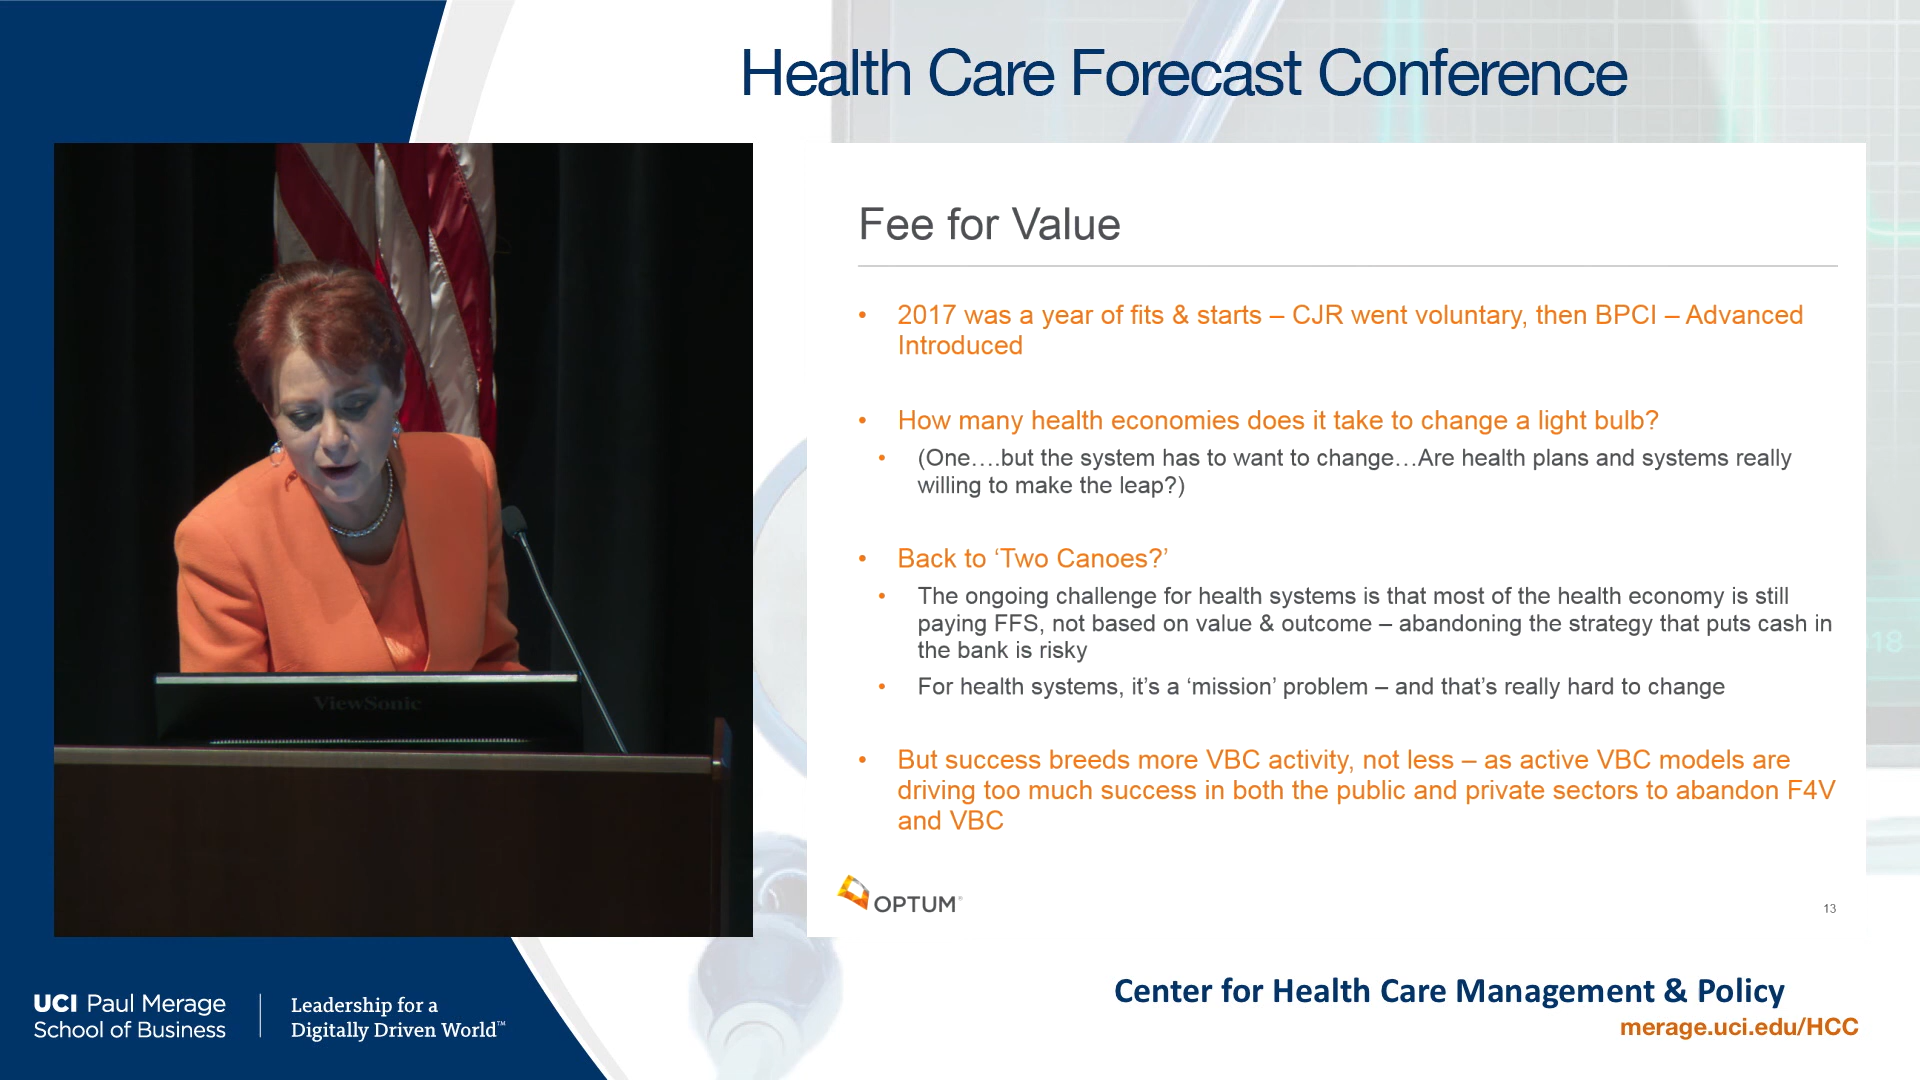 Health Care Forecast Conference
ViewSonic
Fee for Value
• 2017 was a year of fits & starts – CJR went voluntary, then BPCI – Advanced
Introduced
• How many health economies does it take to change a light bulb?
• (One….but the system has to want to change…Are health plans and systems really
willing to make the leap?)
• Back to ‘Two Canoes?’
• The ongoing challenge for health systems is that most of the health economy is still
paying FFS, not based on value & outcome – abandoning the strategy that puts cash in
the bank is risky
• For health systems, it’s a ‘mission’ problem – and that’s really hard to change
• But success breeds more VBC activity, not less – as active VBC models are
driving too much success in both the public and private sectors to abandon F4V
and VBC
OPTUM®
13
18
UCI Paul Merage
School of Business
Leadership for a
Digitally Driven World™
Center for Health Care Management & Policy
merage.uci.edu/HCC